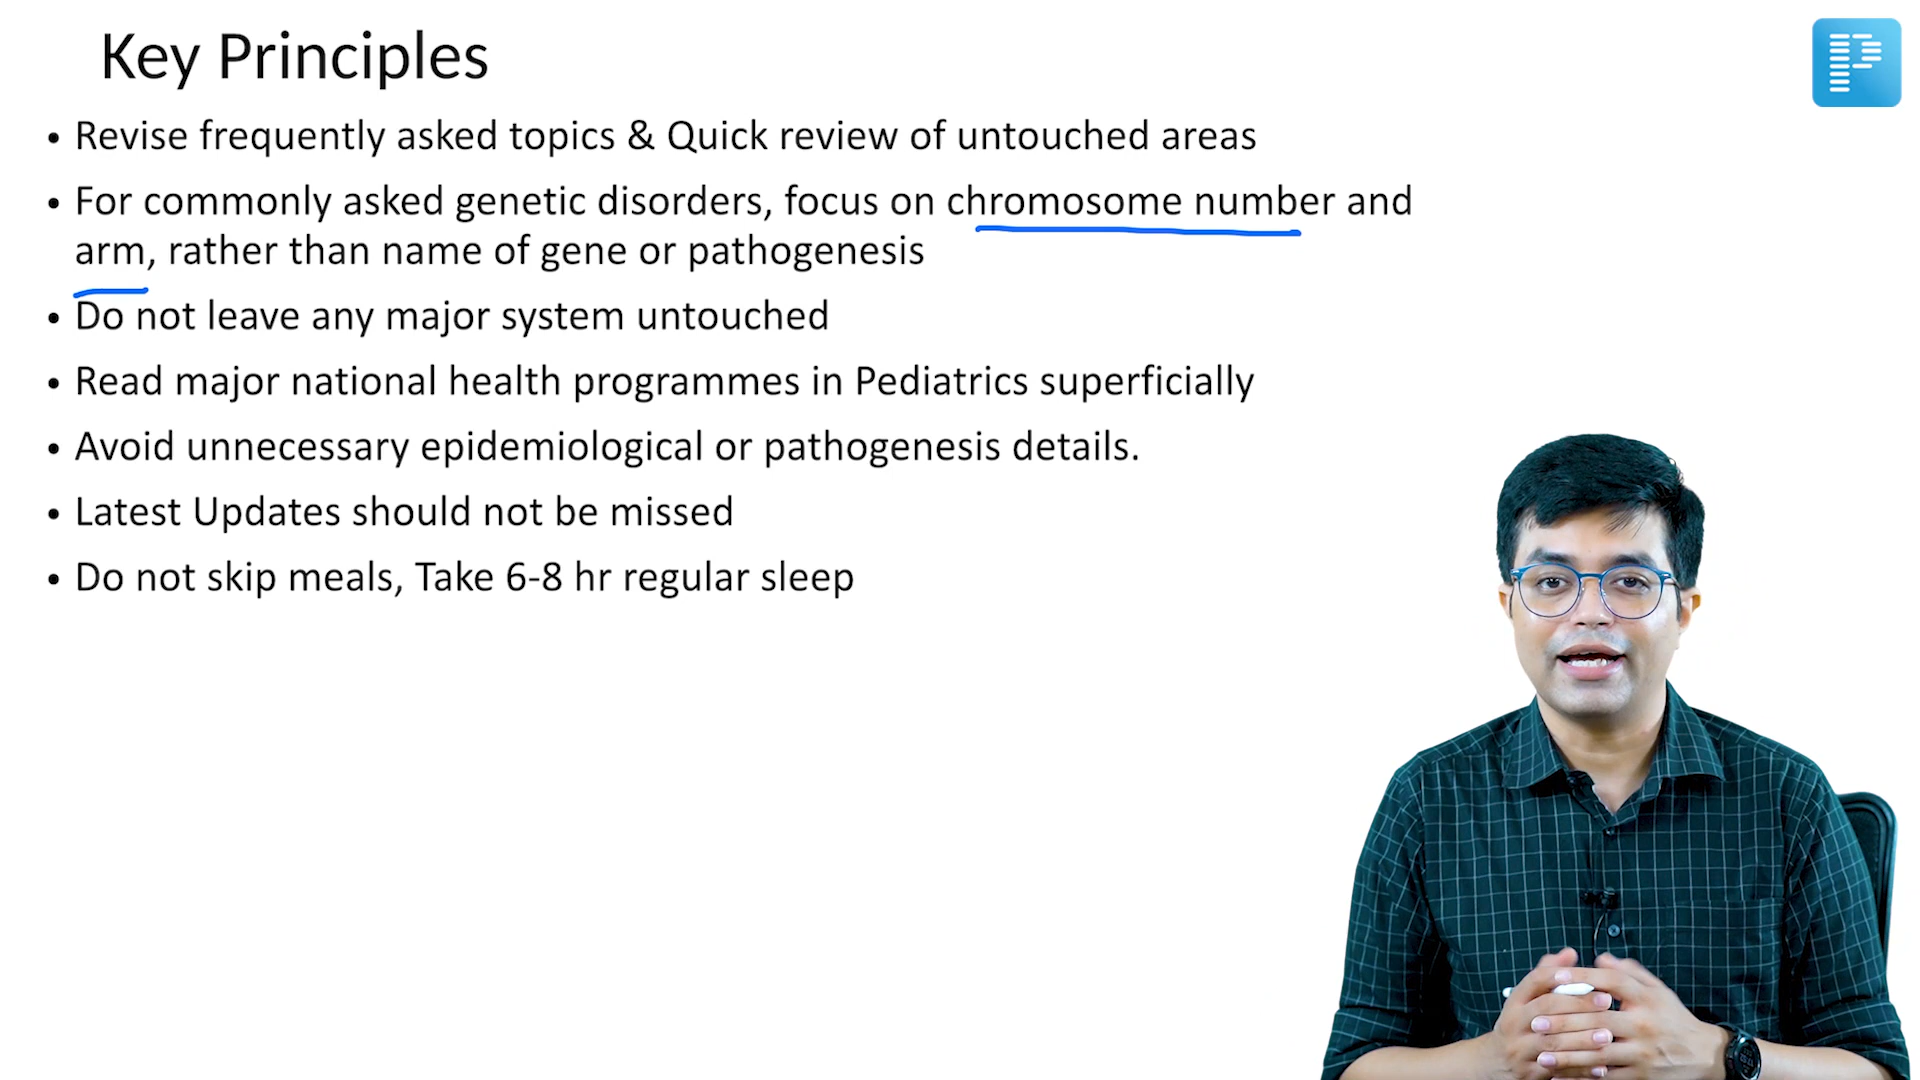 Key Principles
• Revise frequently asked topics & Quick review of untouched areas
• For commonly asked genetic disorders, focus on chromosome number and
arm, rather than name of gene or pathogenesis
• Do not leave any major system untouched
• Read major national health programmes in Pediatrics superficially
• Avoid unnecessary epidemiological or pathogenesis details.
• Latest Updates should not be missed
• Do not skip meals, Take 6-8 hr regular sleep